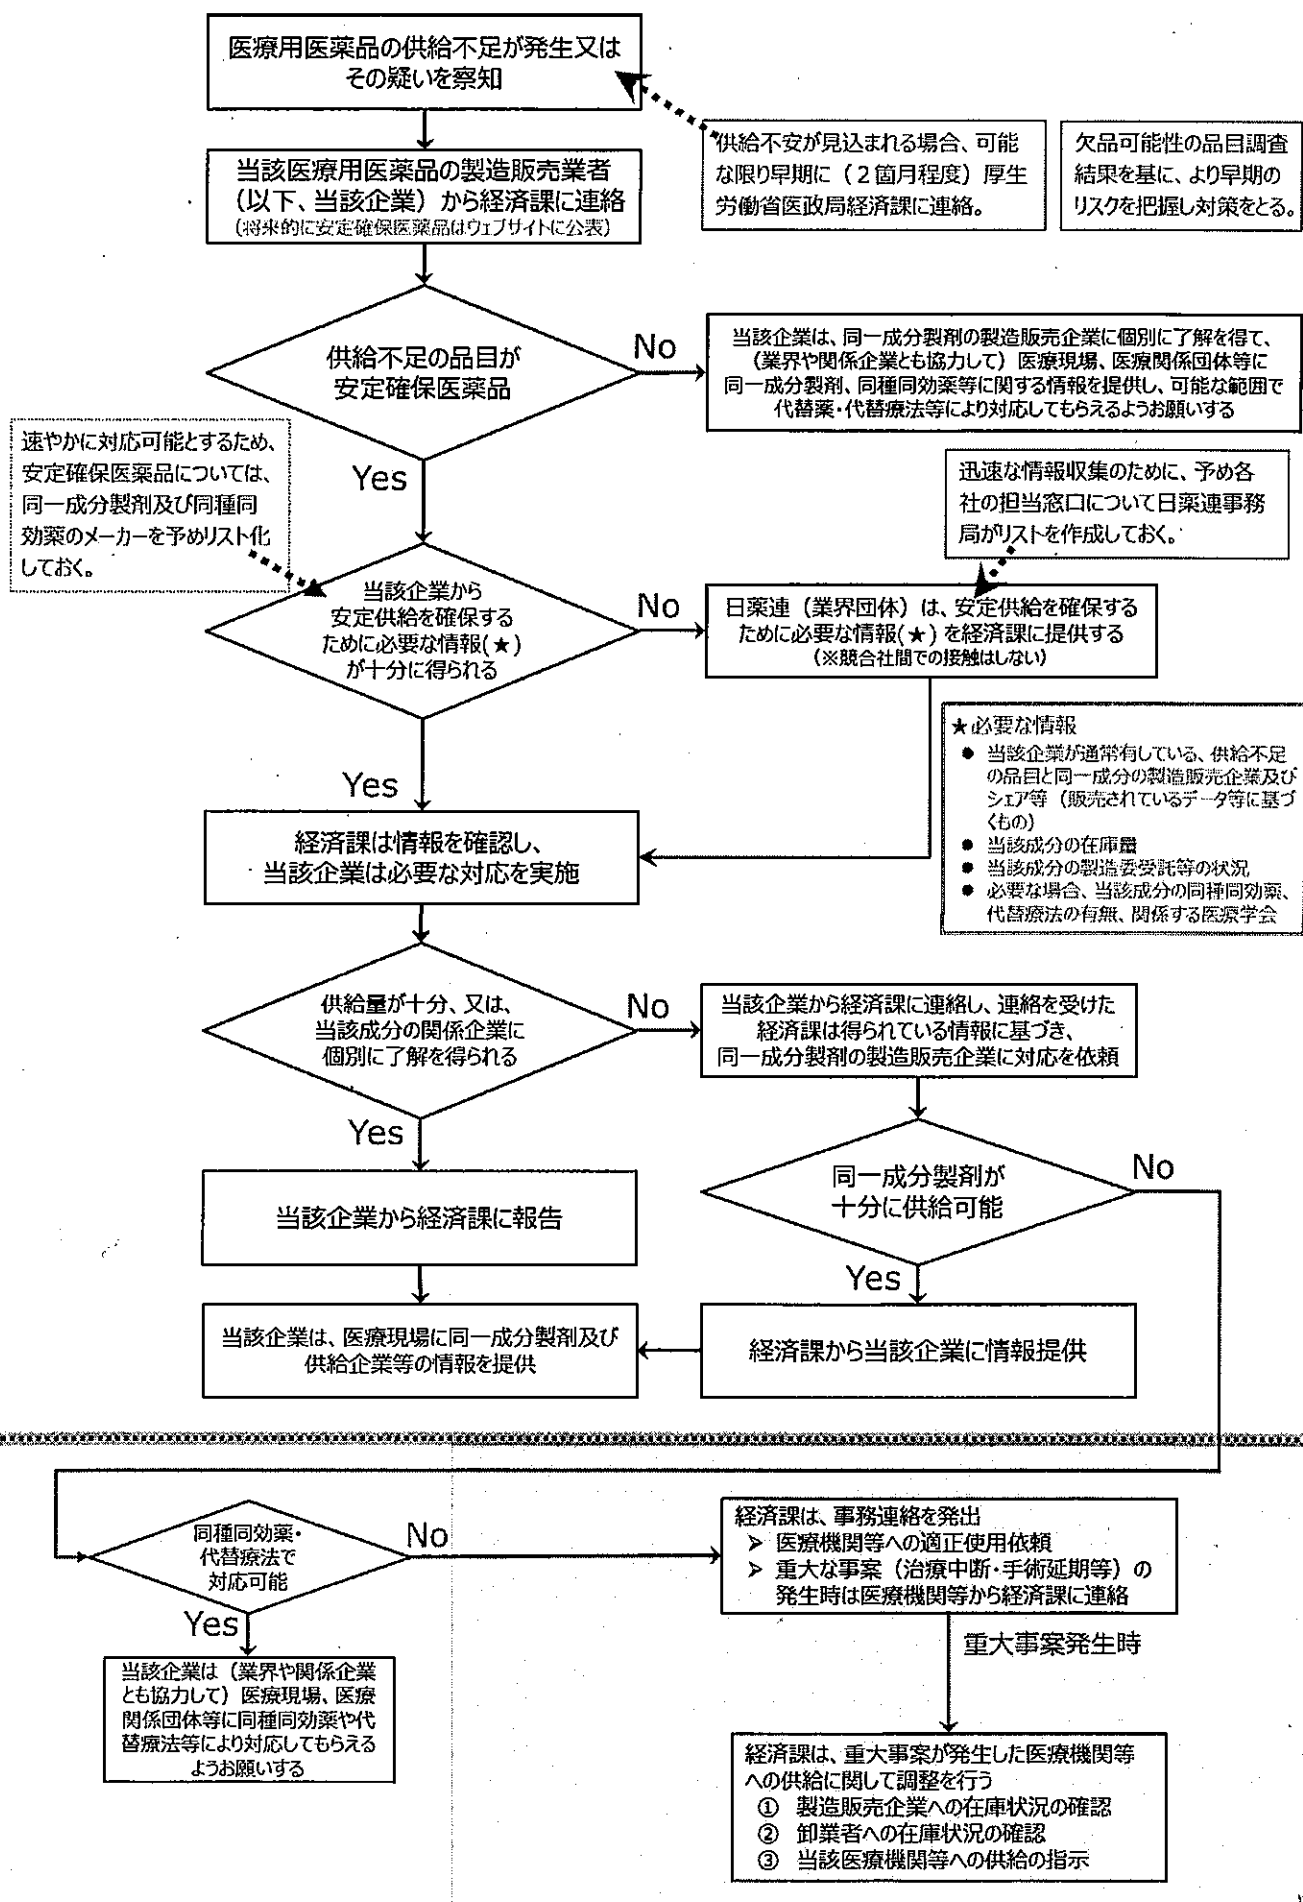 医療用医薬品の供給不足が発生又は
その疑いを察知
供給不安が見込まれる場合、可能
な限り早期に（２箇月程度）厚生
労働省医政局経済課に連絡。
欠品可能性の品目調査
結果を基に、より早期の
リスクを把握し対策をとる。
当該医療用医薬品の製造販売業者
（以下、当該企業）から経済課に連絡
（将来的に安定確保医薬品はウェブサイトに公表）
供給不足の品目が
安定確保医薬品
No
当該企業は、同一成分製剤の製造販売企業に個別に了解を得て、
（業界や関係企業とも協力して）医療現場、医療関係団体等に
同一成分製剤、同種同効薬等に関する情報を提供し、可能な範囲で
代替薬・代替療法等により対応してもらえるようお願いする
Yes
速やかに対応可能とするため、
安定確保医薬品については、
同一成分製剤及び同種同
効薬のメーカーを予めリスト化
しておく。
迅速な情報収集のために、予め各
社の担当窓口について日薬連事務
局がリストを作成しておく。
当該企業から
安定供給を確保する
ために必要な情報(★)
が十分に得られる
No
日薬連（業界団体）は、安定供給を確保する
ために必要な情報(★)を経済課に提供する
（※競合社間での接触はしない）
Yes
★必要な情報
● 当該企業が通常有している、供給不足
の品目と同一成分の製造販売企業及び
シェア等（販売されているデータ等に基づ
くもの）
● 当該成分の在庫量
● 当該成分の製造委受託等の状況
● 必要な場合、当該成分の同種同効薬、
代替療法の有無、関係する医療学会
経済課は情報を確認し、
当該企業は必要な対応を実施
供給量が十分、又は、
当該成分の関係企業に
個別に了解を得られる
No
当該企業から経済課に連絡し、連絡を受けた
経済課は得られている情報に基づき、
同一成分製剤の製造販売企業に対応を依頼
Yes
同一成分製剤が
十分に供給可能
No
Yes
当該企業から経済課に報告
当該企業は、医療現場に同一成分製剤及び
供給企業等の情報を提供
経済課から当該企業に情報提供
同種同効薬・
代替療法で
対応可能
No
経済課は、事務連絡を発出
➢ 医療機関等への適正使用依頼
➢ 重大な事案（治療中断・手術延期等）の
発生時は医療機関等から経済課に連絡
Yes
当該企業は（業界や関係企業
とも協力して）医療現場、医療
関係団体等に同種同効薬や代
替療法等により対応してもらえる
ようお願いする
重大事案発生時
経済課は、重大事案が発生した医療機関等
への供給に関して調整を行う
① 製造販売企業への在庫状況の確認
② 卸業者への在庫状況の確認
③ 当該医療機関等への供給の指示